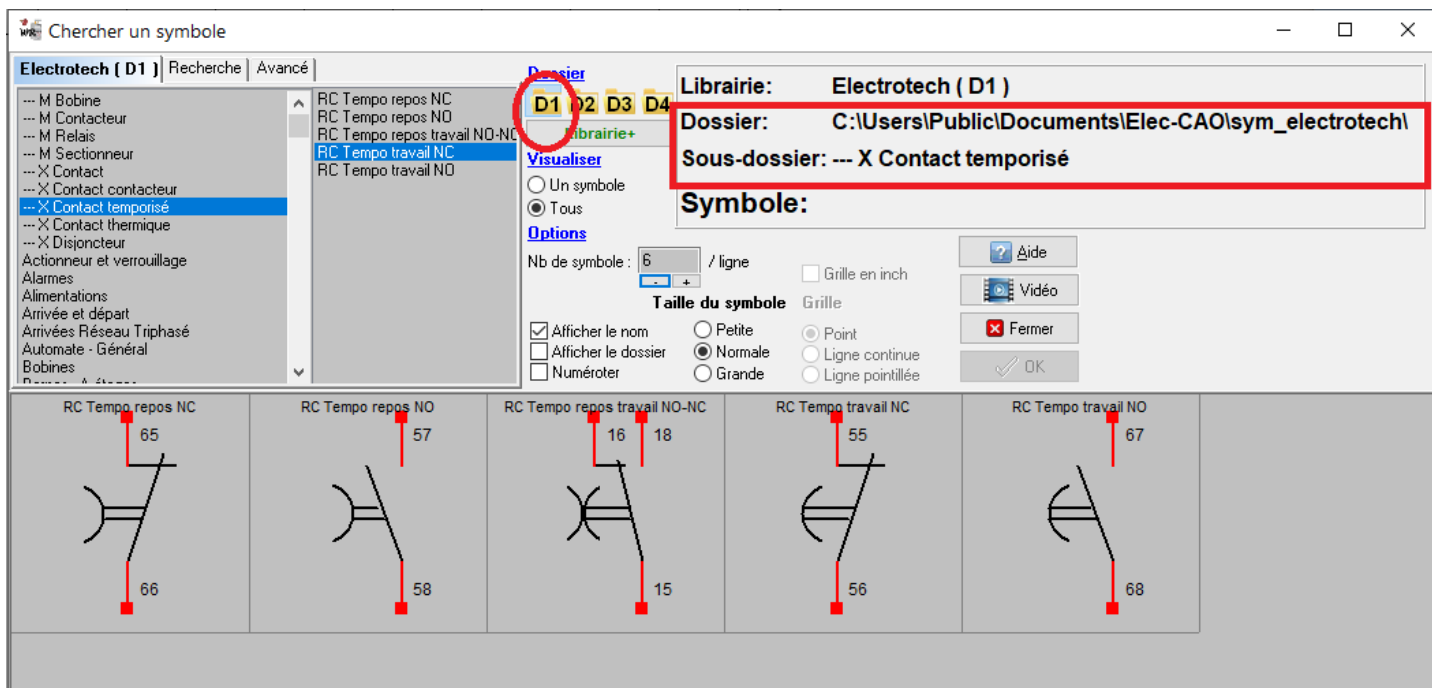 Chercher un symbole
Electrotech ( D1 )
Recherche
Avancé
--- M Bobine
--- M Contacteur
--- M Relais
--- M Sectionneur
--- X Contact
--- X Contact contacteur
--- X Contact temporisé
--- X Contact thermique
--- X Disjoncteur
Actionneur et verrouillage
Alarmes
Alimentations
Arrivée et départ
Arrivées Réseau Triphasé
Automate - Général
Bobines
RC Tempo repos NC
RC Tempo repos NO
RC Tempo repos travail NO-NC
RC Tempo travail NC
RC Tempo travail NO
Dossier
D1 D2 D3 D4
Librairie+
Visualiser
Un symbole
Tous
Options
Nb de symbole : 6 / ligne
- +
Taille du symbole
Afficher le nom
Afficher le dossier
Numéroter
Petite
Normale
Grande
Grille en inch
Grille
Point
Ligne continue
Ligne pointillée
Librairie: Electrotech ( D1 )
Dossier: C:\Users\Public\Documents\Elec-CAO\sym_electrotech\
Sous-dossier: --- X Contact temporisé
Symbole:
Aide
Vidéo
Fermer
OK
RC Tempo repos NC
65
66
RC Tempo repos NO
57
58
RC Tempo repos travail NO-NC
16 18
15
RC Tempo travail NC
55
56
RC Tempo travail NO
67
68